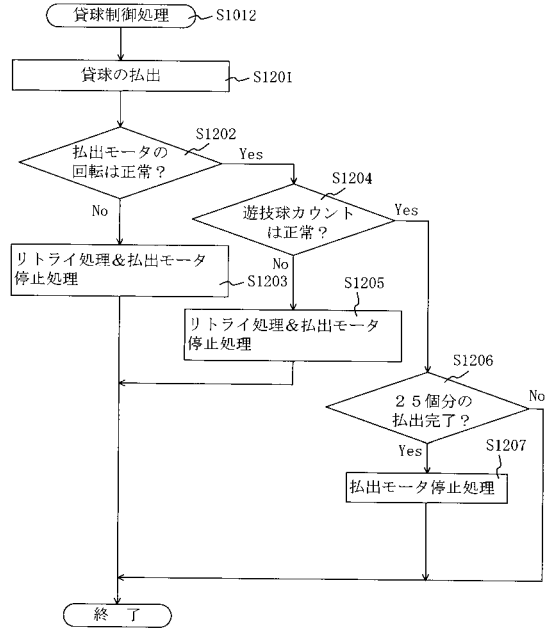 貸球制御処理
S1012
貸球の払出
S1201
払出モータの
回転は正常？
S1202
Yes
No
遊技球カウント
は正常？
S1204
Yes
No
リトライ処理＆払出モータ
停止処理
S1203
リトライ処理＆払出モータ
停止処理
S1205
２５個分の
払出完了？
S1206
No
Yes
払出モータ停止処理
S1207
終　了